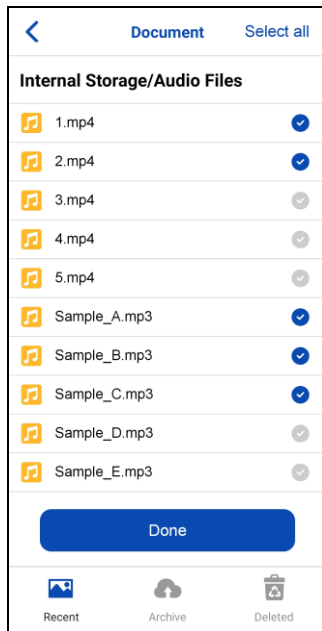 Document Select all
Internal Storage/Audio Files
1.mp4
2.mp4
3.mp4
4.mp4
5.mp4
Sample_A.mp3
Sample_B.mp3
Sample_C.mp3
Sample_D.mp3
Sample_E.mp3
Done
Recent Archive Deleted